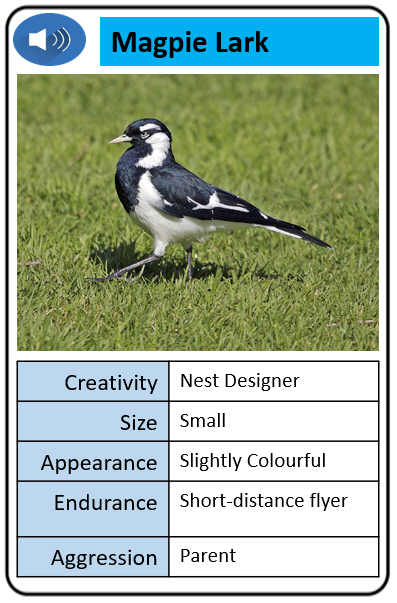 Magpie Lark
Creativity Nest Designer
Size Small
Appearance Slightly Colourful
Endurance Short-distance flyer
Aggression Parent